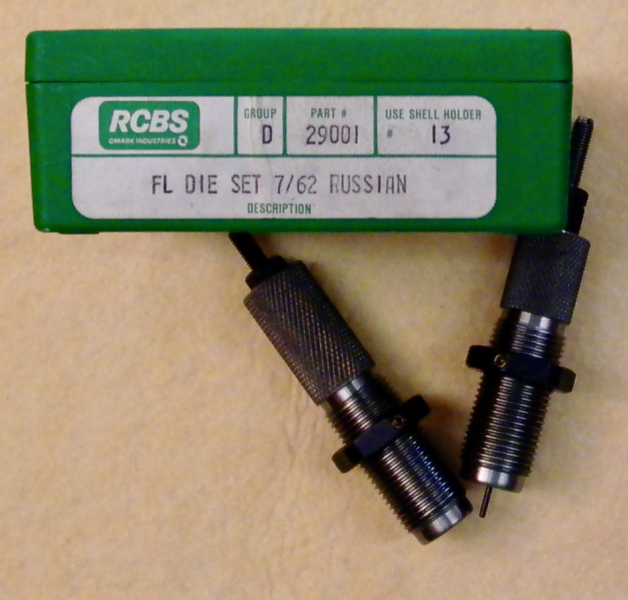 RCBS
OMARK INDUSTRIES
GROUP
D
PART #
29001
USE SHELL HOLDER
# 13
FL DIE SET 7/62 RUSSIAN
DESCRIPTION